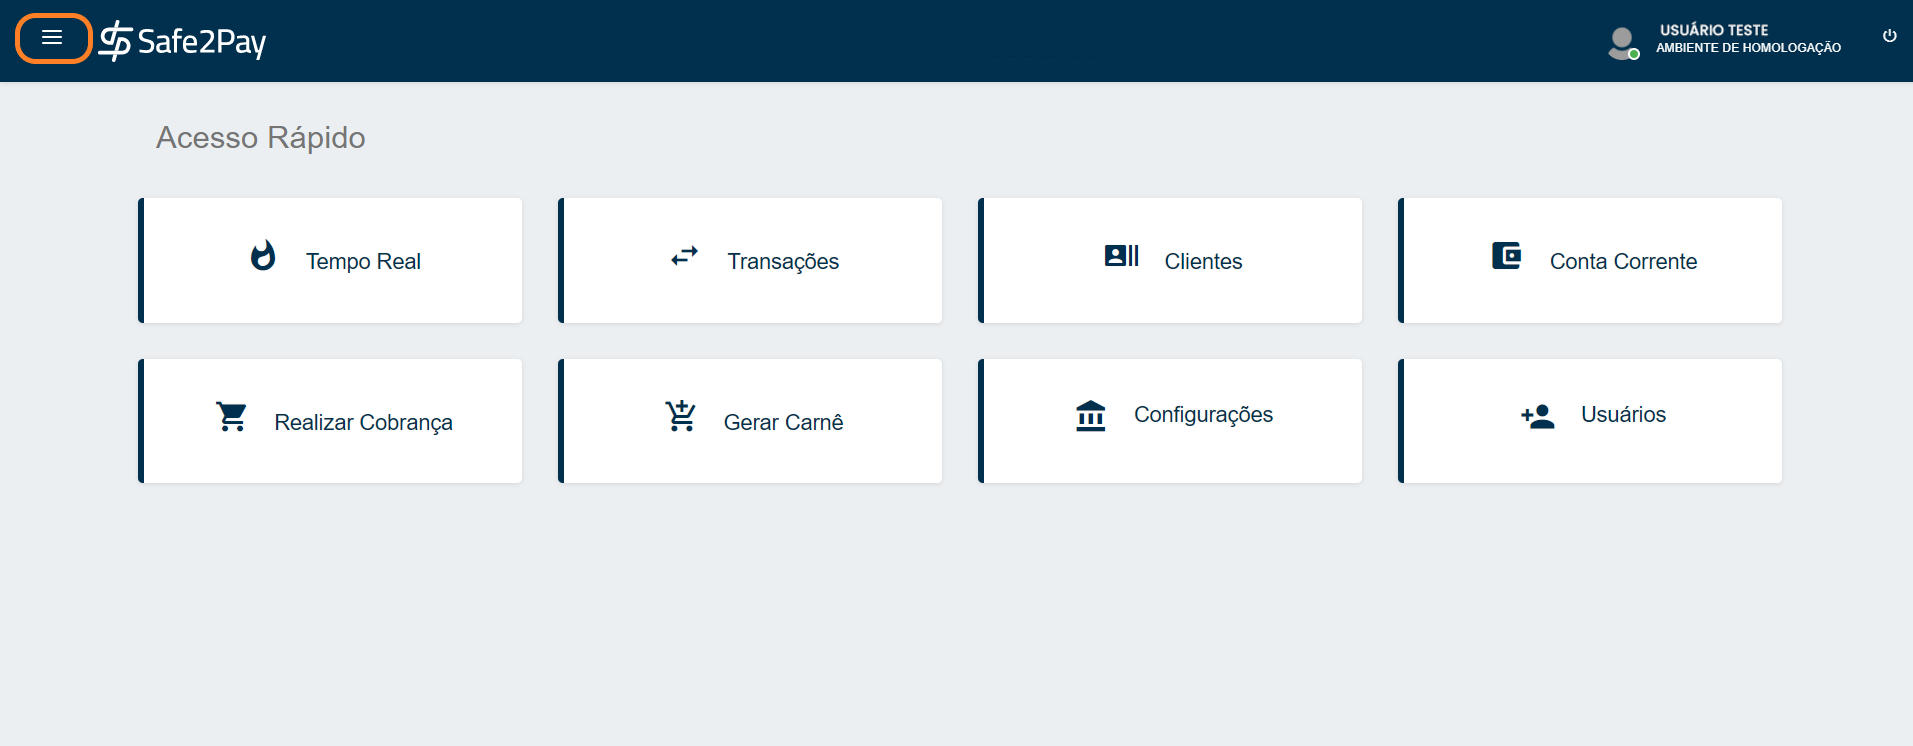 Safe2Pay
USUÁRIO TESTE
AMBIENTE DE HOMOLOGAÇÃO
Acesso Rápido
Tempo Real
Transações
Clientes
Conta Corrente
Realizar Cobrança
Gerar Carnê
Configurações
Usuários